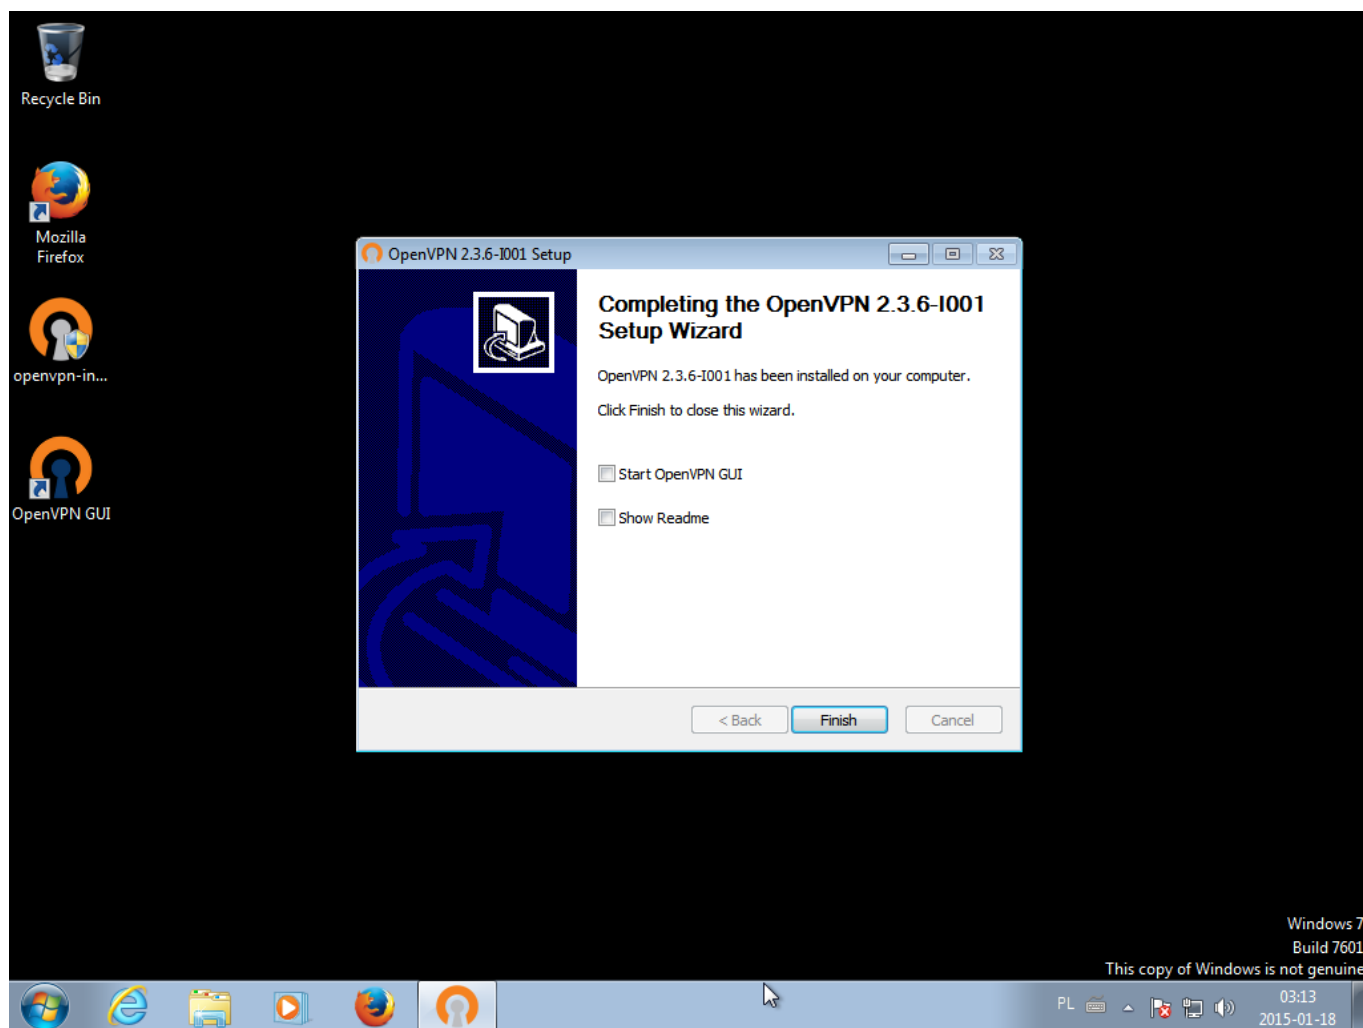 Recycle Bin
Mozilla
Firefox
openvpn-in...
OpenVPN GUI
OpenVPN 2.3.6-I001 Setup
Completing the OpenVPN 2.3.6-I001
Setup Wizard
OpenVPN 2.3.6-I001 has been installed on your computer.
Click Finish to close this wizard.
Start OpenVPN GUI
Show Readme
< Back
Finish
Cancel
Windows 7
Build 7601
This copy of Windows is not genuine
PL
03:13
2015-01-18